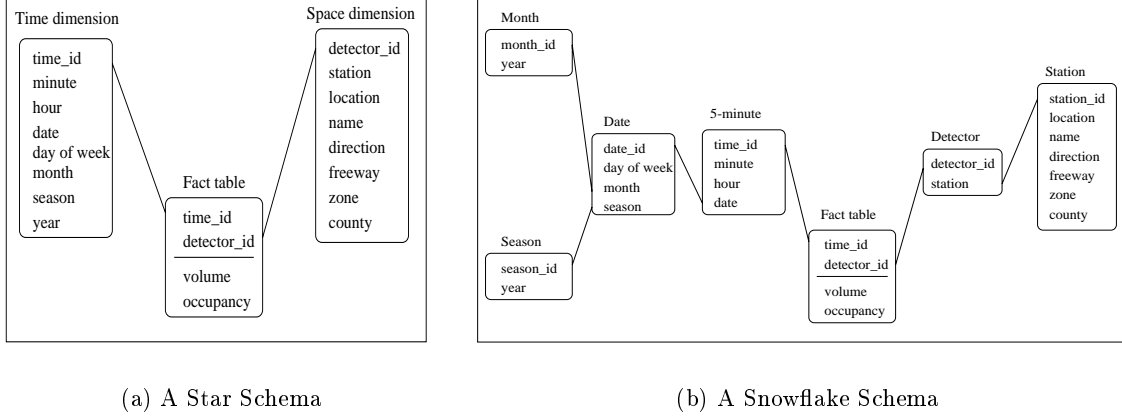 Time dimension
time_id
minute
hour
date
day of week
month
season
year
Fact table
time_id
detector_id
volume
occupancy
Space dimension
detector_id
station
location
name
direction
freeway
zone
county
(a) A Star Schema
Month
month_id
year
Season
season_id
year
Date
date_id
day of week
month
season
5-minute
time_id
minute
hour
date
Fact table
time_id
detector_id
volume
occupancy
Detector
detector_id
station
Station
station_id
location
name
direction
freeway
zone
county
(b) A Snowflake Schema